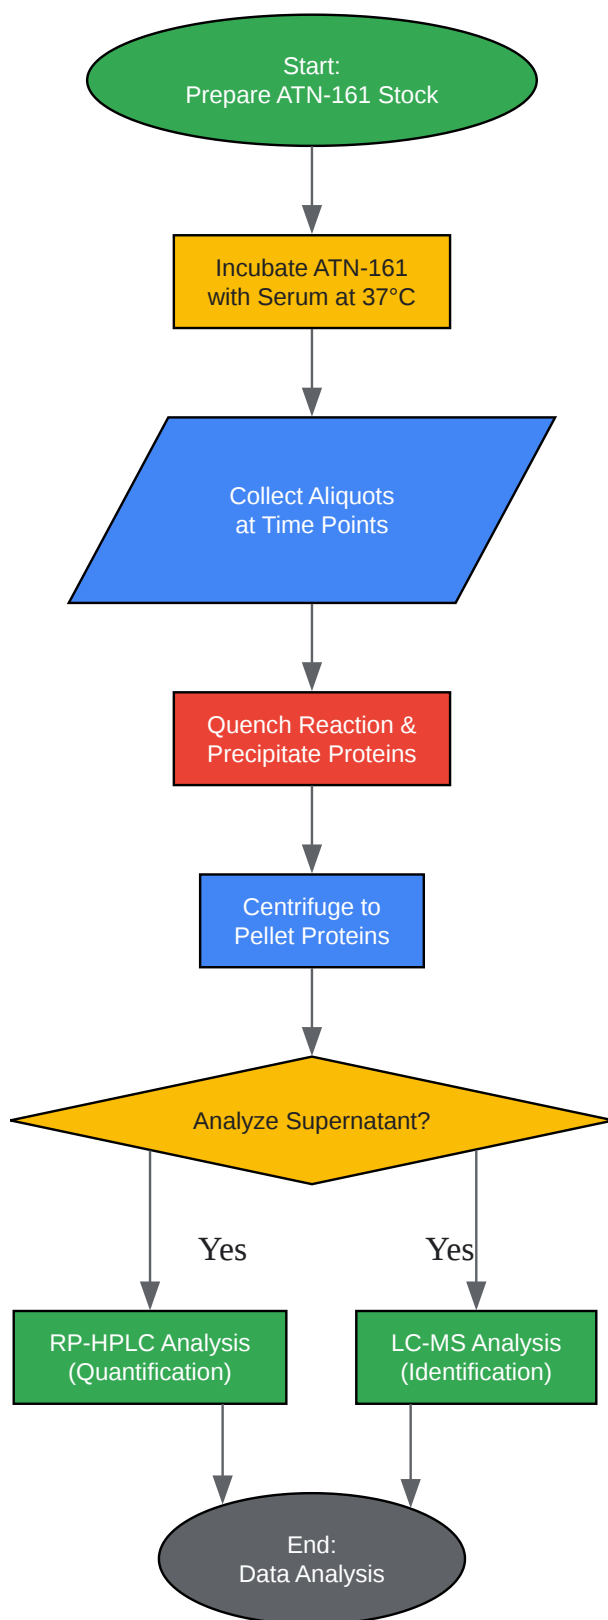 Start:
Prepare ATN-161 Stock
Incubate ATN-161
with Serum at 37°C
Collect Aliquots
at Time Points
Quench Reaction &
Precipitate Proteins
Centrifuge to
Pellet Proteins
Analyze Supernatant?
Yes
Yes
RP-HPLC Analysis
(Quantification)
LC-MS Analysis
(Identification)
End:
Data Analysis